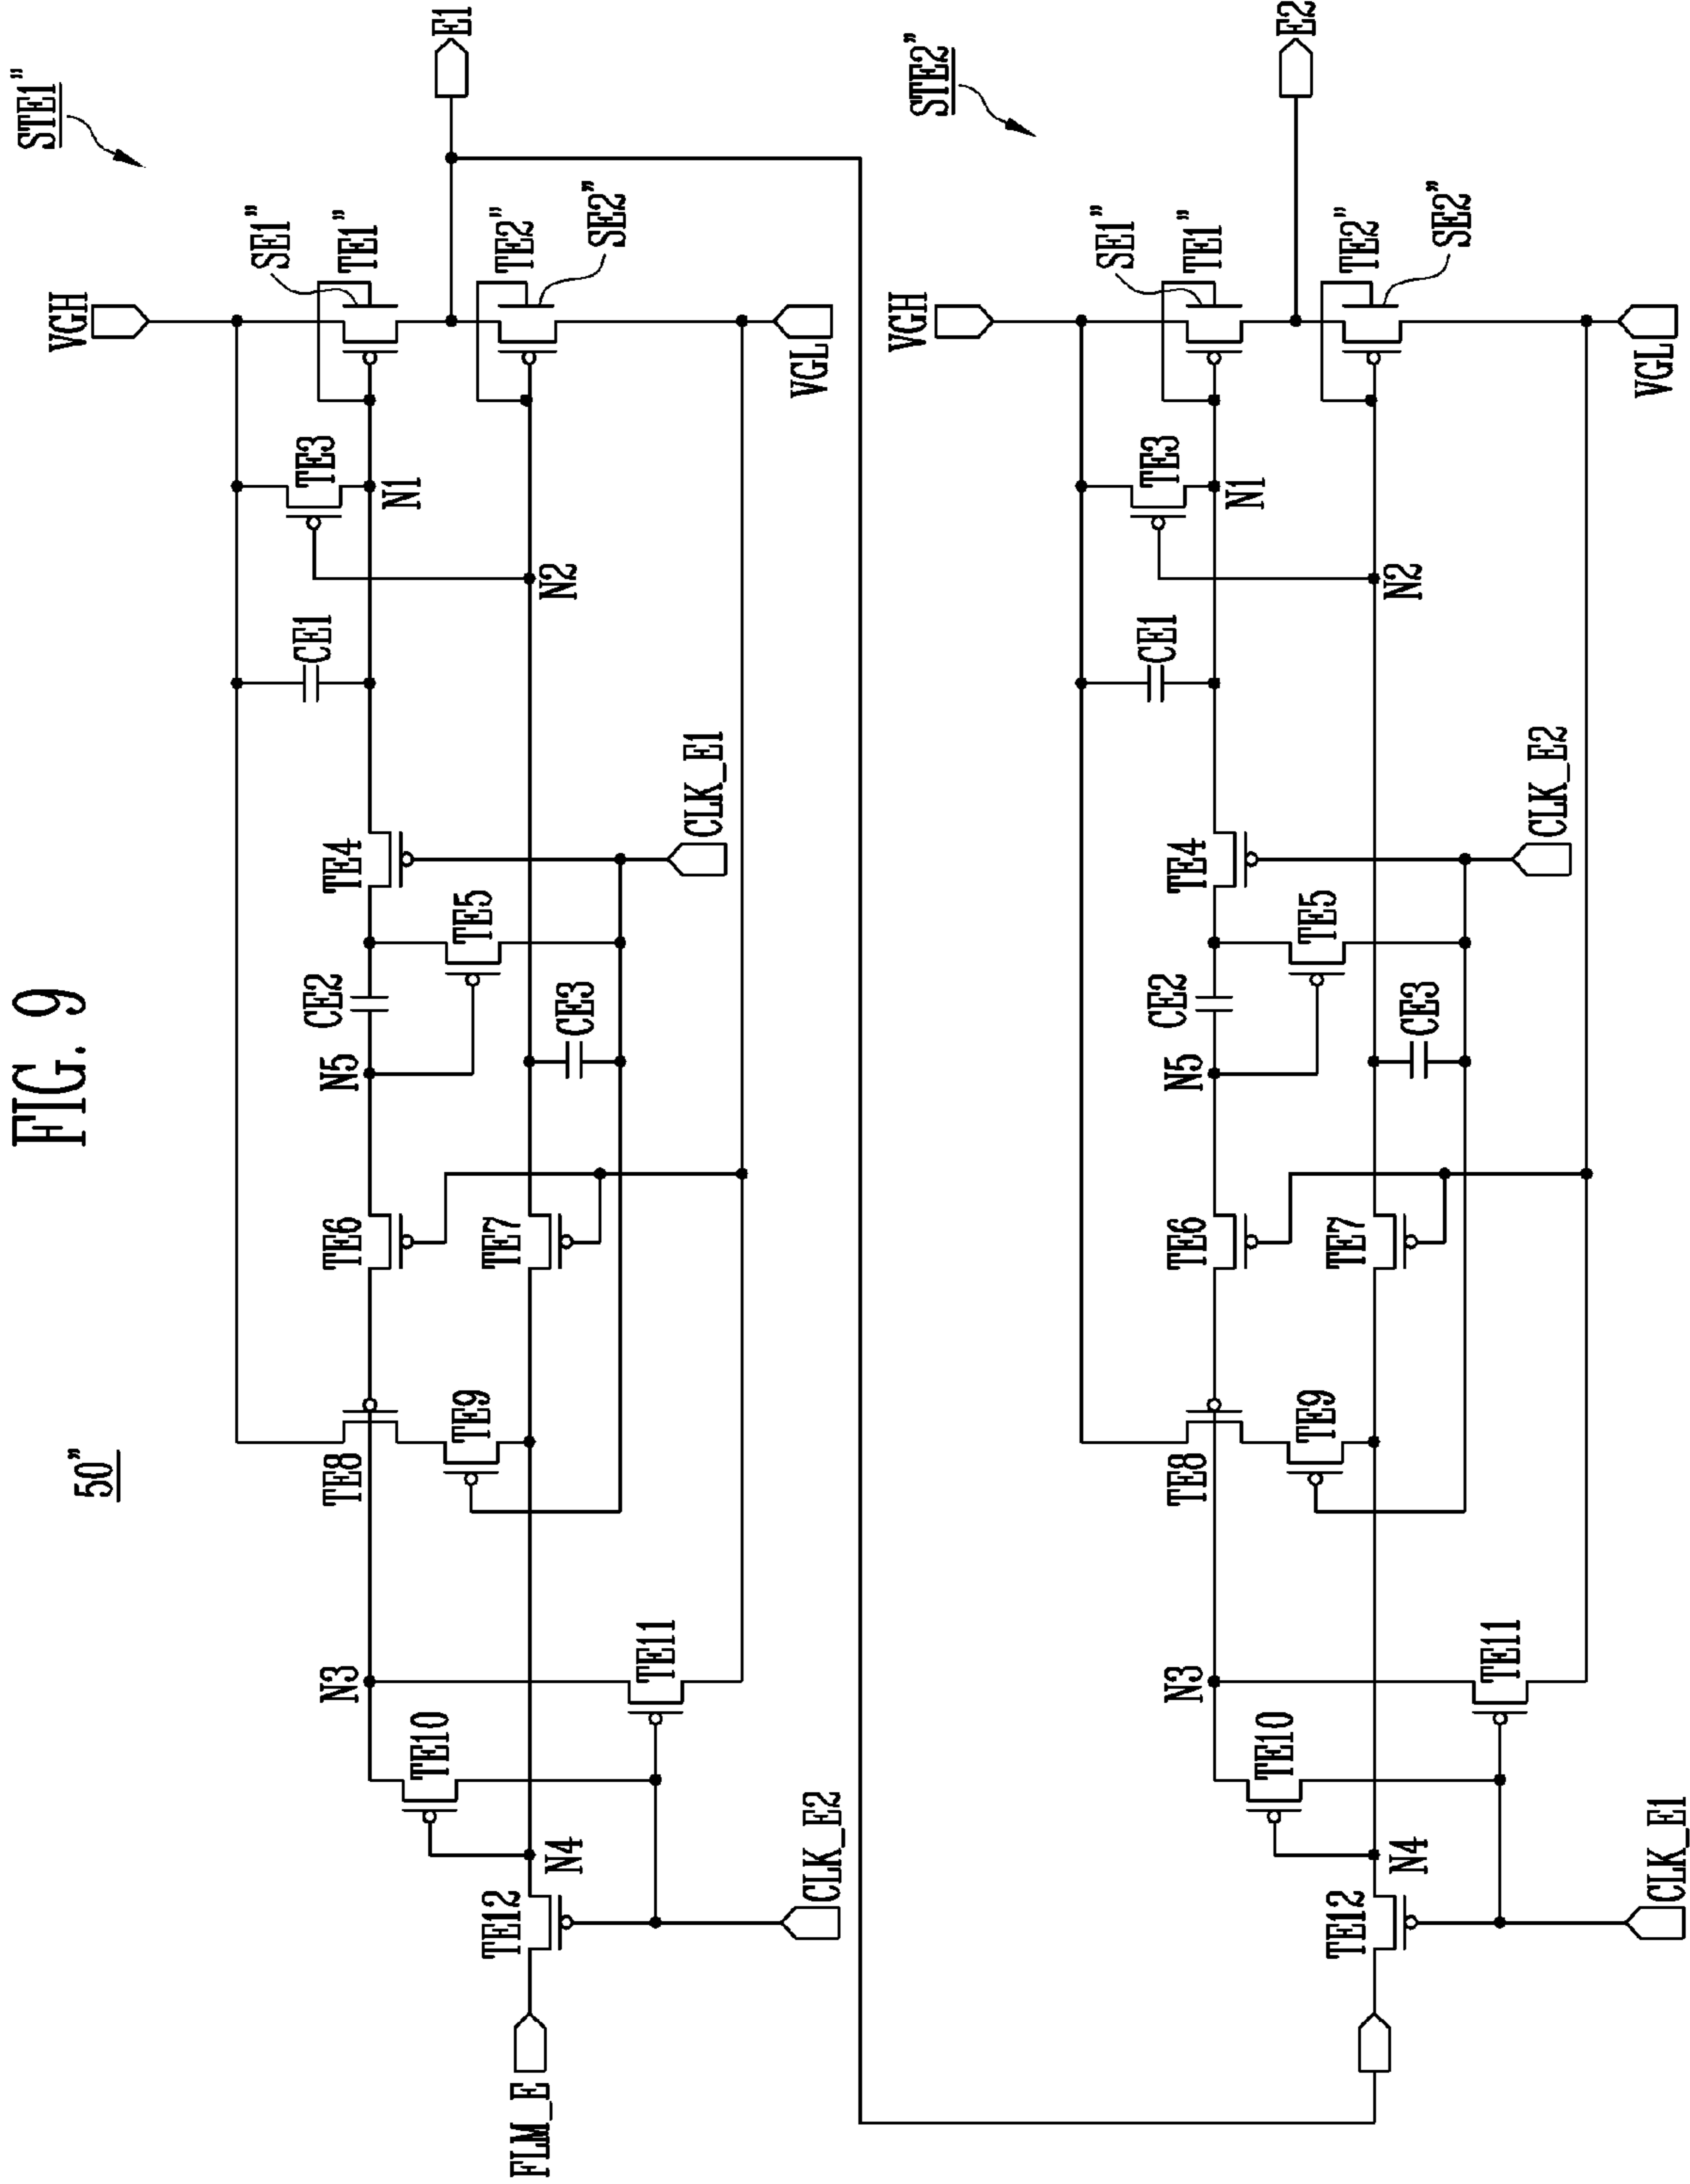 FIG. 9
50”
STE1”
VGH
SE1”
TE1”
E1
TE2”
SE2”
VGL
TE3
N1
N2
CE1
TE4
CLK_E1
TE5
CE2
CE3
N5
TE6
TE7
TE8
TE9
N3
TE10
TE11
N4
TE12
CLK_E2
FLM_E
STE2”
VGH
SE1”
TE1”
E2
TE2”
SE2”
VGL
TE3
N1
N2
CE1
TE4
CLK_E2
TE5
CE2
CE3
N5
TE6
TE7
TE8
TE9
N3
TE10
TE11
N4
TE12
CLK_E1